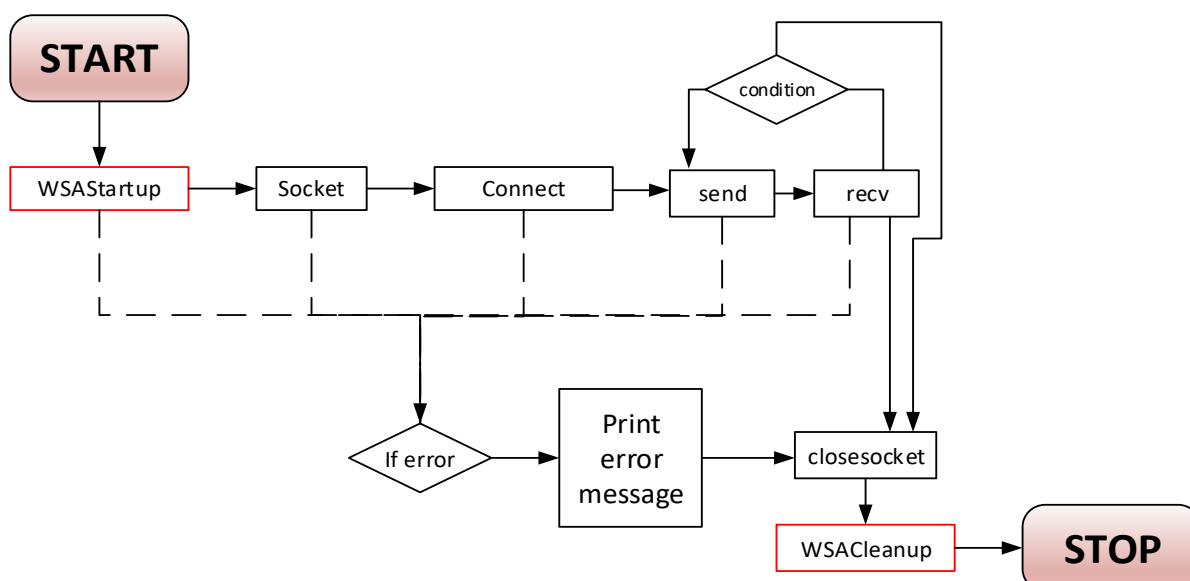 START
condition
WSAStartup
Socket
Connect
send
recv
If error
Print
error
message
closesocket
WSACleanup
STOP